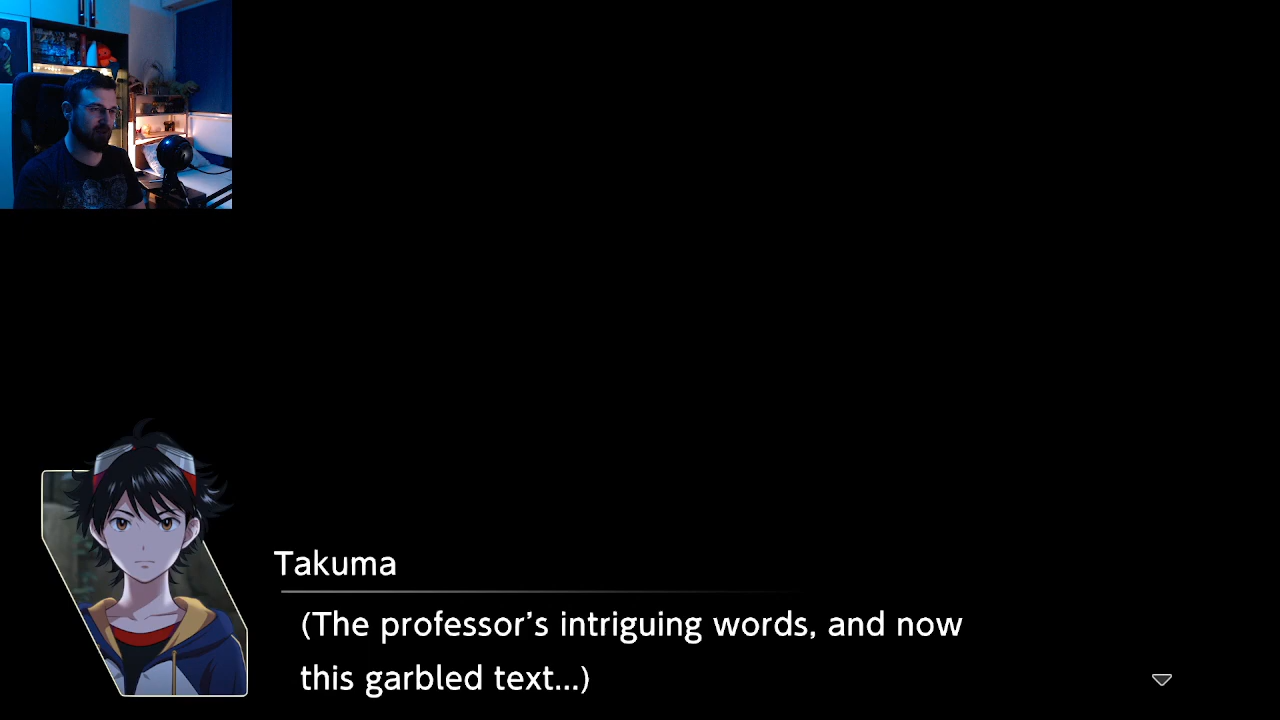 Takuma
(The professor's intriguing words, and now
this garbled text...)